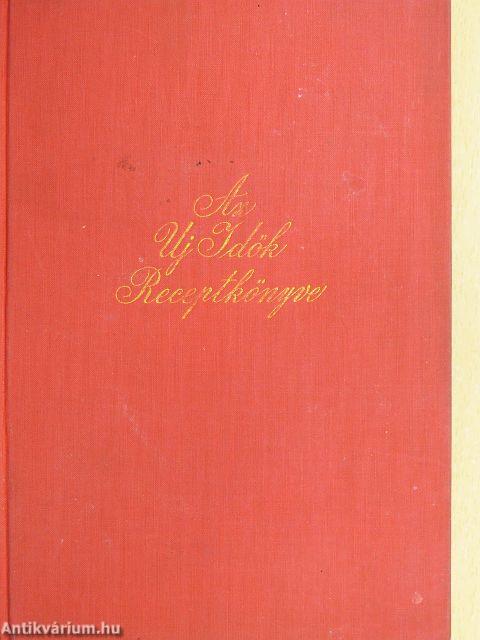 Az
Uj Idők
Receptkönyve
Antikvárium.hu